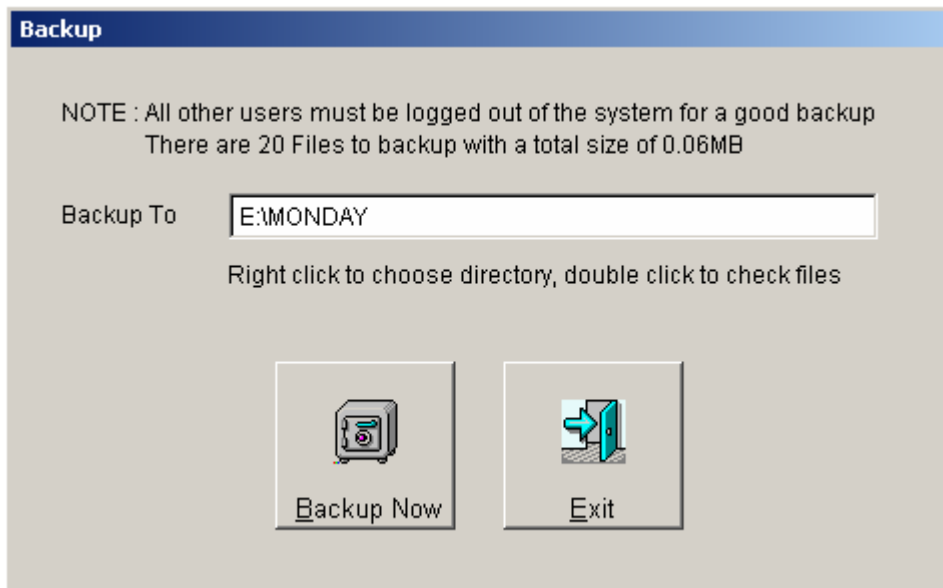 Backup
NOTE : All other users must be logged out of the system for a good backup
There are 20 Files to backup with a total size of 0.06MB
Backup To E:\MONDAY
Right click to choose directory, double click to check files
Backup Now Exit